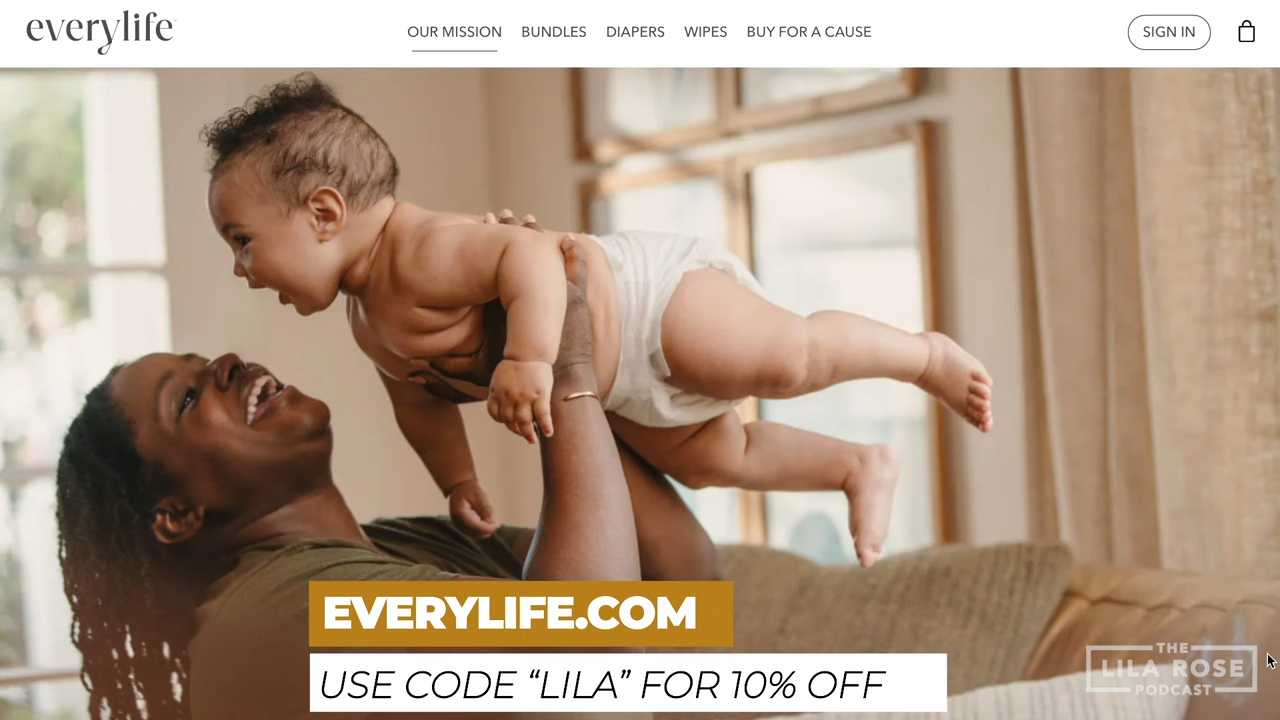 everylife
OUR MISSION BUNDLES DIAPERS WIPES BUY FOR A CAUSE SIGN IN
EVERYLIFE.COM
USE CODE “LILA” FOR 10% OFF
THE
LILA ROSE
PODCAST